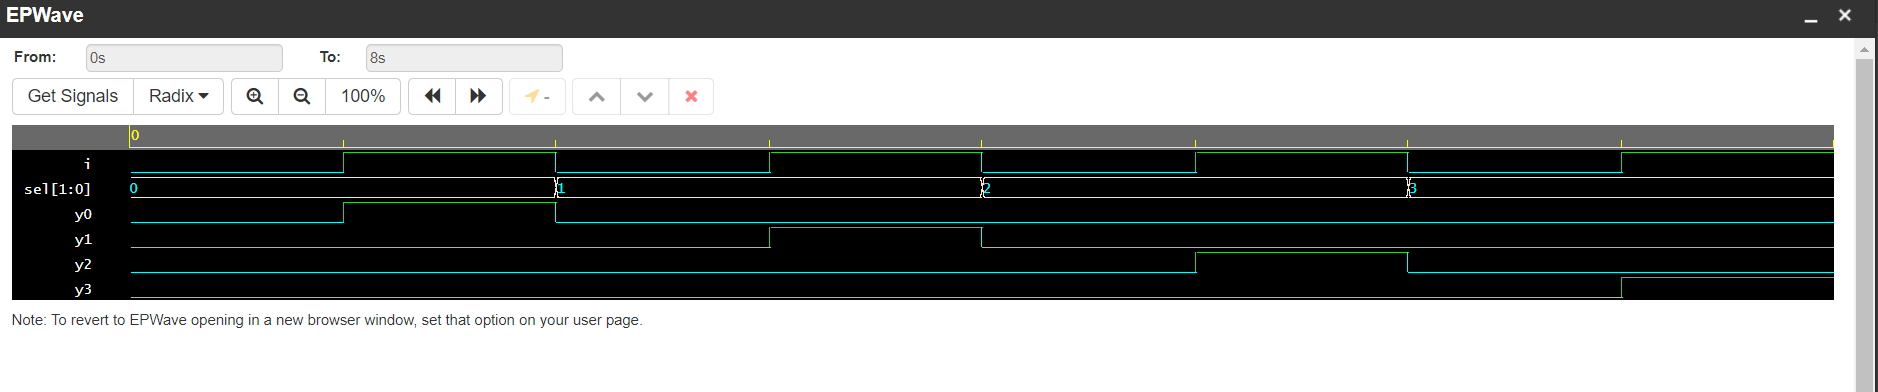 EPWave
From: 0s To: 8s
Get Signals Radix 100% -
0
i
sel[1:0] 0 1 2 3
y0
y1
y2
y3
Note: To revert to EPWave opening in a new browser window, set that option on your user page.